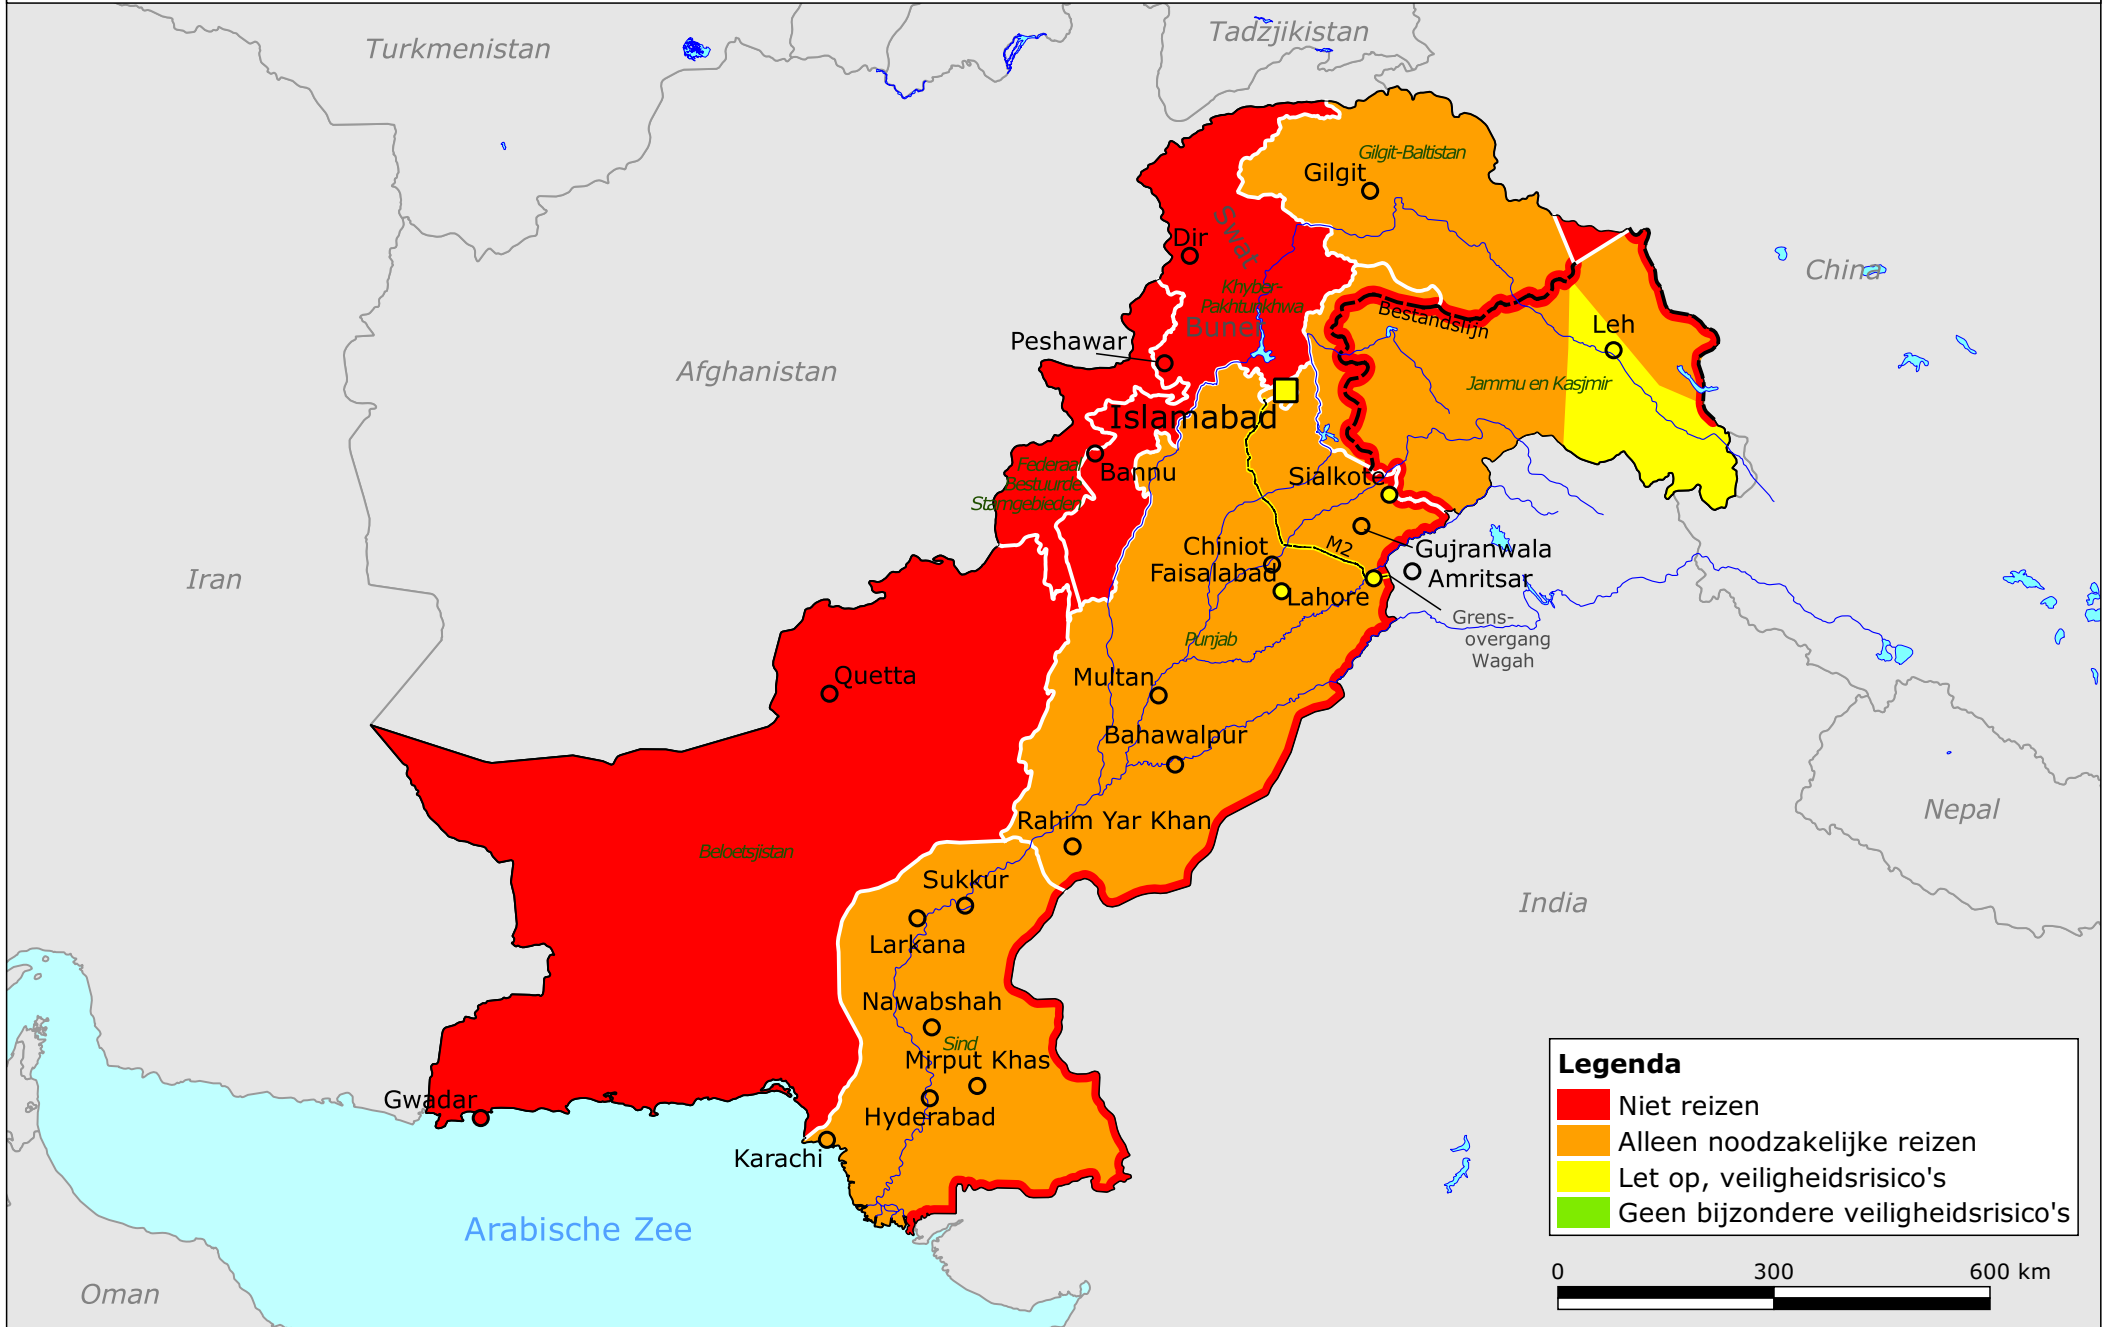 Turkmenistan
Tadzjikistan
Gilgit-Baltistan
Gilgit
Swat
Dir
China
Khyber-
Pakhtunkhwa
Buner
Bestandslijn
Leh
Peshawar
Afghanistan
Jammu en Kasjmir
Islamabad
Federaal
Bestuurde
Stamgebieden
Bannu
Sialkote
Chiniot
M2
Gujranwala
Faisalabad
Amritsar
Iran
Lahore
Grens-
overgang
Wagah
Punjab
Quetta
Multan
Bahawalpur
Nepal
Rahim Yar Khan
Beloetsjistan
Sukkur
India
Larkana
Nawabshah
Sind
Mirput Khas
Gwadar
Hyderabad
Karachi
Arabische Zee
Oman
Legenda
Niet reizen
Alleen noodzakelijke reizen
Let op, veiligheidsrisico's
Geen bijzondere veiligheidsrisico's
0 300 600 km